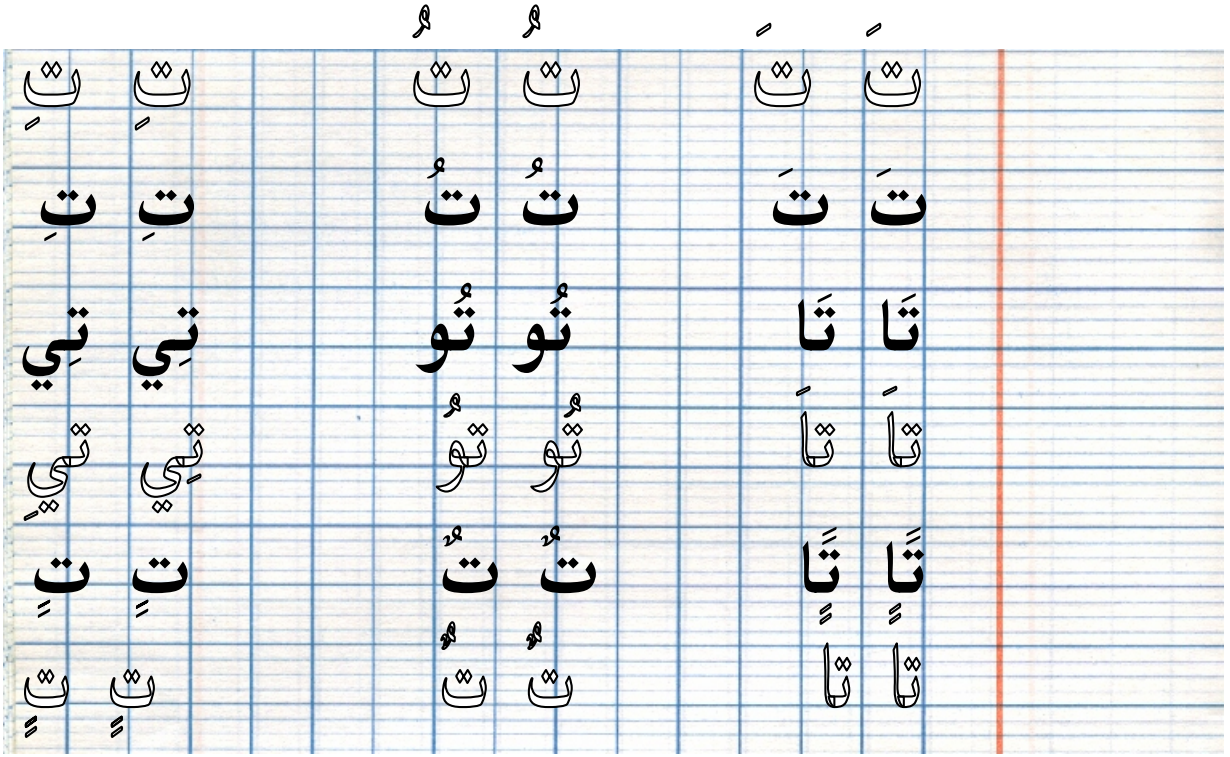 تَ تَ تُ تُ تِ تِ
تَ تَ تُ تُ تِ تِ
تَا تَا تُو تُو تِي تِي
تَا تَا تُو تُو تِي تِي
تًا تًا تٌ تٌ تٍ تٍ
تًا تًا تٌ تٌ تٍ تٍ